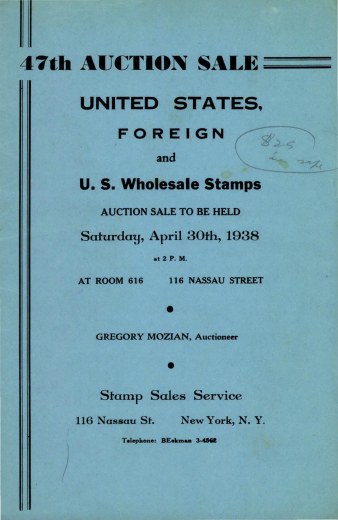 47th AUCTION SALE
UNITED STATES,
FOREIGN
and
U. S. Wholesale Stamps
AUCTION SALE TO BE HELD
Saturday, April 30th, 1938
at 2 P. M.
AT ROOM 616 116 NASSAU STREET
GREGORY MOZIAN, Auctioneer
Stamp Sales Service
116 Nassau St. New York, N. Y.
Telephone: BEekman 3-4562